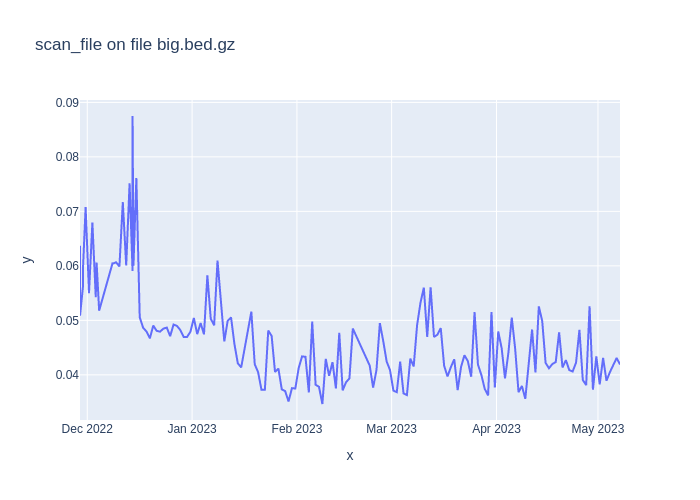 scan_file on file big.bed.gz
0.09
0.08
0.07
0.06
0.05
0.04
y
Dec 2022
Jan 2023
Feb 2023
Mar 2023
Apr 2023
May 2023
x